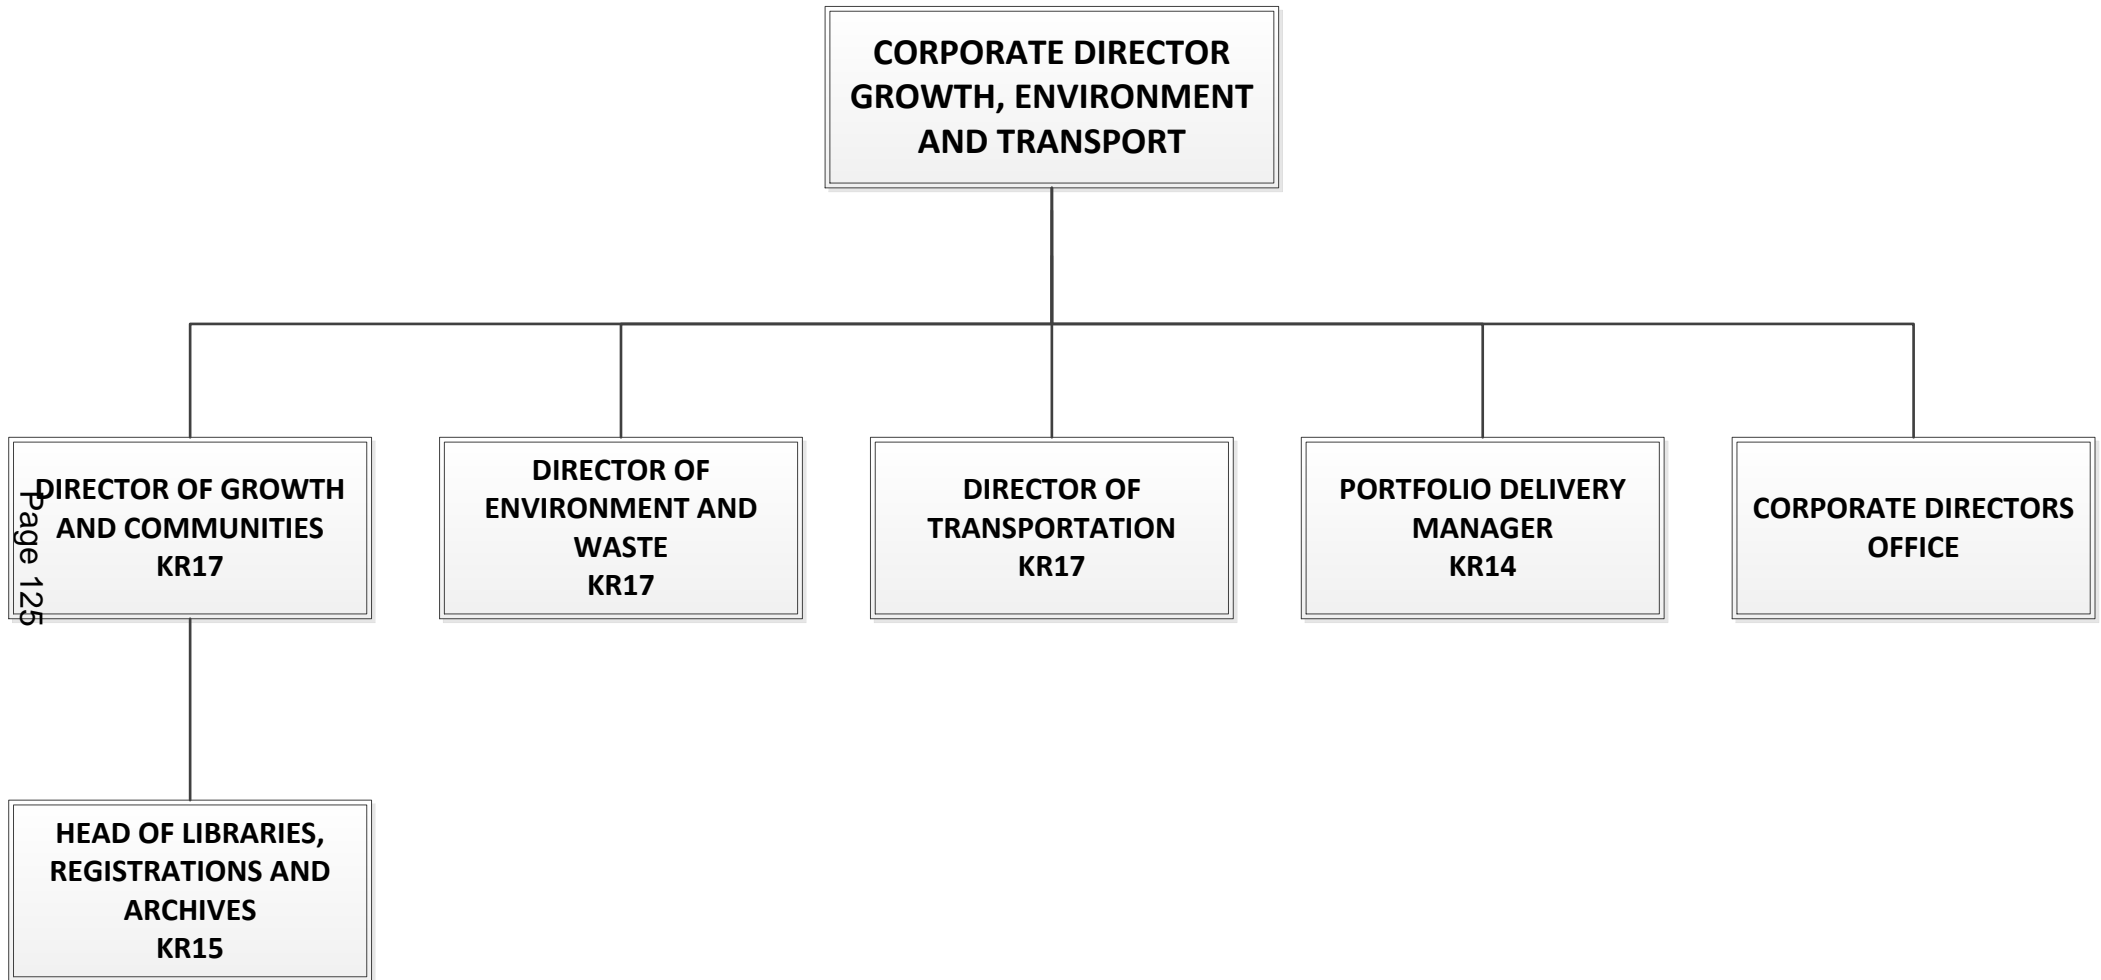 CORPORATE DIRECTOR
GROWTH, ENVIRONMENT
AND TRANSPORT
DIRECTOR OF GROWTH
AND COMMUNITIES
KR17
DIRECTOR OF
ENVIRONMENT AND
WASTE
KR17
DIRECTOR OF
TRANSPORTATION
KR17
PORTFOLIO DELIVERY
MANAGER
KR14
CORPORATE DIRECTORS
OFFICE
HEAD OF LIBRARIES,
REGISTRATIONS AND
ARCHIVES
KR15
Page 125